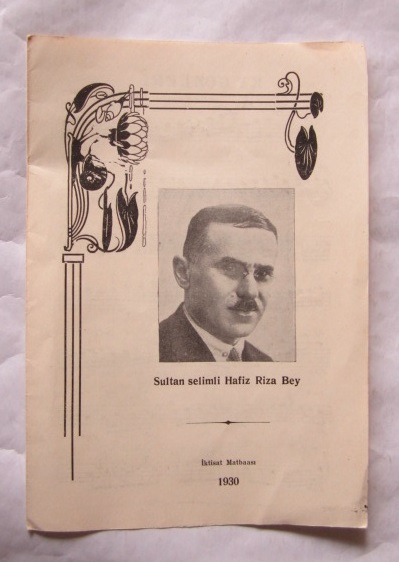 Sultan selimli Hafiz Riza Bey
İktisat Matbaası
1930